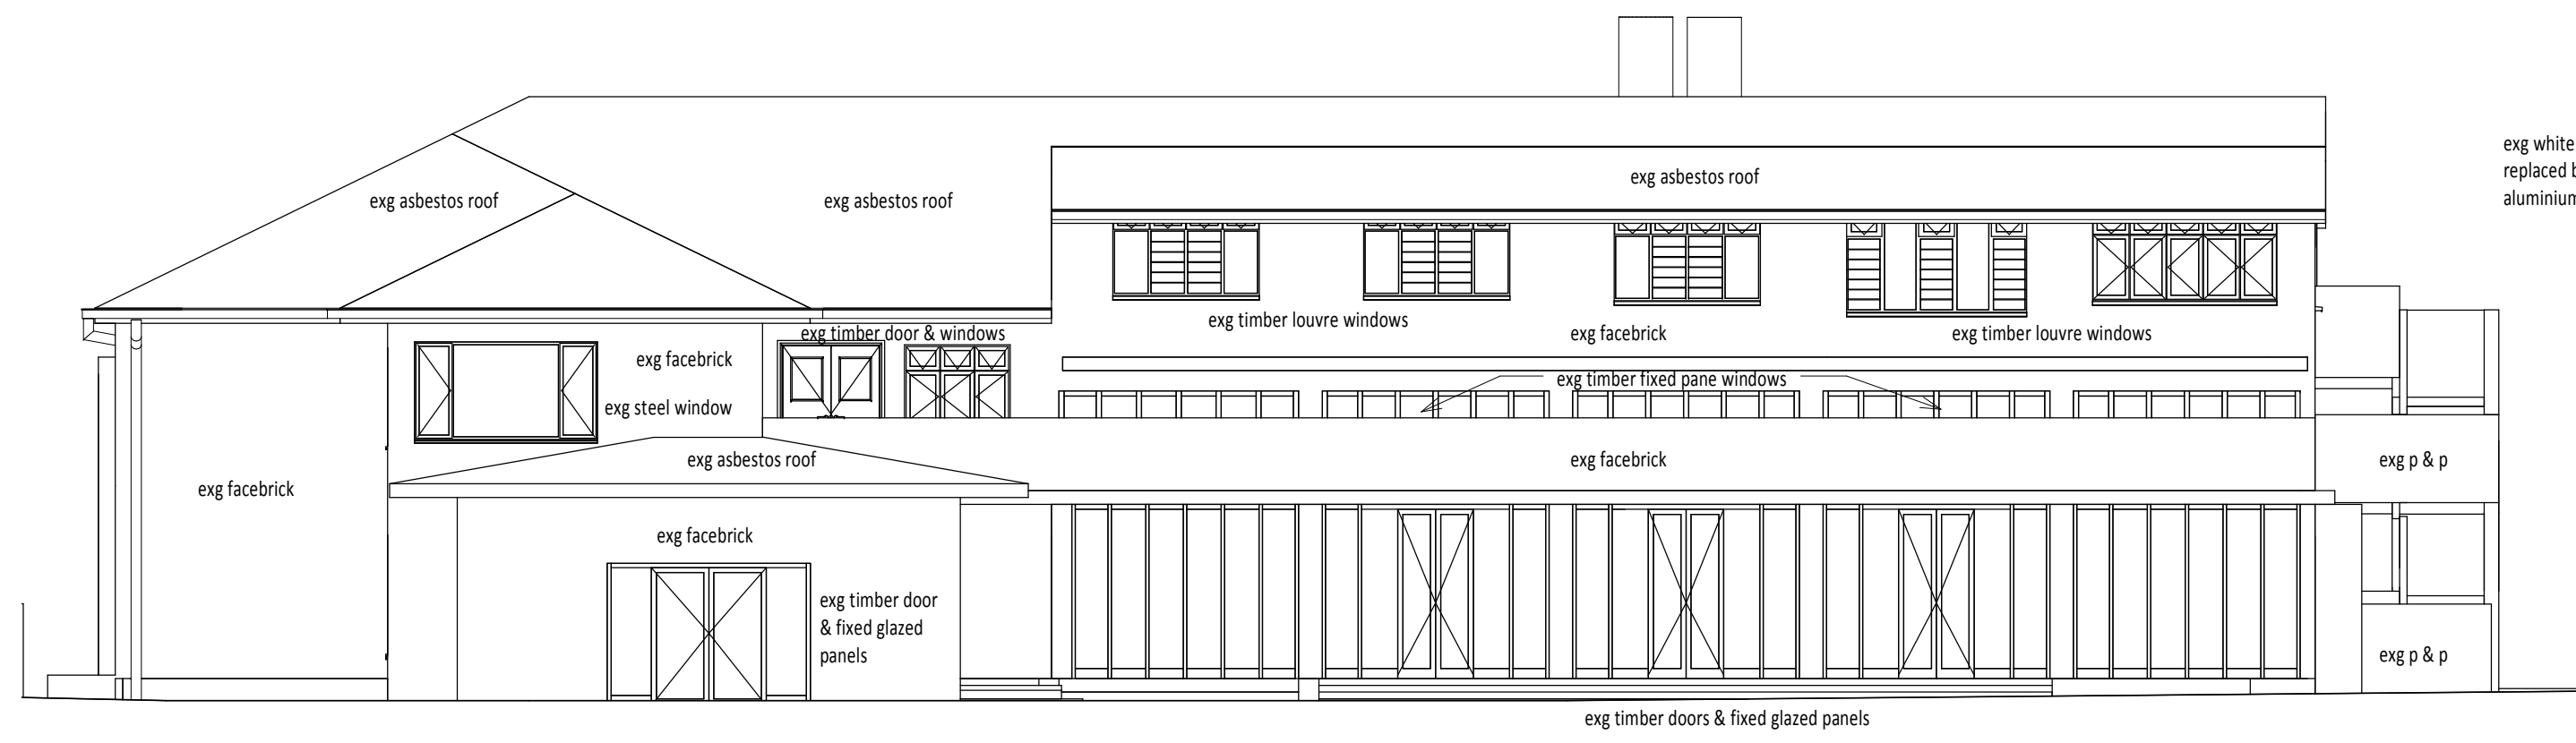 exg white
replaced b
aluminium
exg asbestos roof
exg asbestos roof
exg asbestos roof
exg timber louvre windows
exg timber door & windows
exg facebrick
exg timber louvre windows
exg facebrick
exg timber fixed pane windows
exg steel window
exg asbestos roof
exg facebrick
exg p & p
exg facebrick
exg facebrick
exg timber door
& fixed glazed
panels
exg p & p
exg timber doors & fixed glazed panels